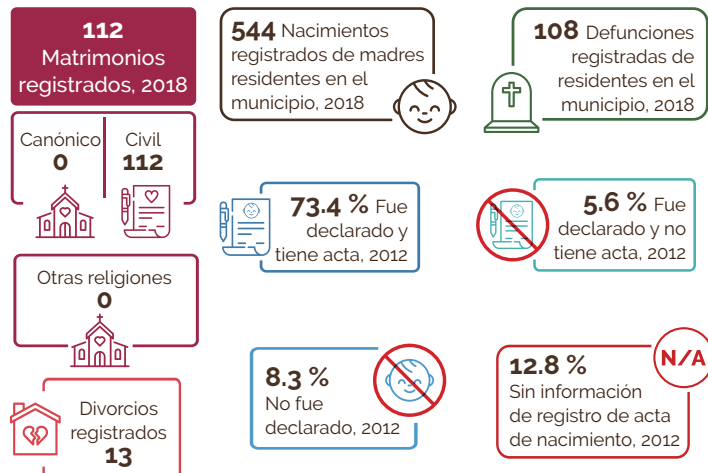 112
Matrimonios
registrados, 2018
Canónico
0
Civil
112
Otras religiones
0
Divorcios
registrados
13
544 Nacimientos
registrados de madres
residentes en el
municipio, 2018
108 Defunciones
registradas de
residentes en el
municipio, 2018
73.4 % Fue
declarado y
tiene acta, 2012
5.6 % Fue
declarado y no
tiene acta, 2012
8.3 %
No fue
declarado, 2012
N/A
12.8 %
Sin información
de registro de acta
de nacimiento, 2012